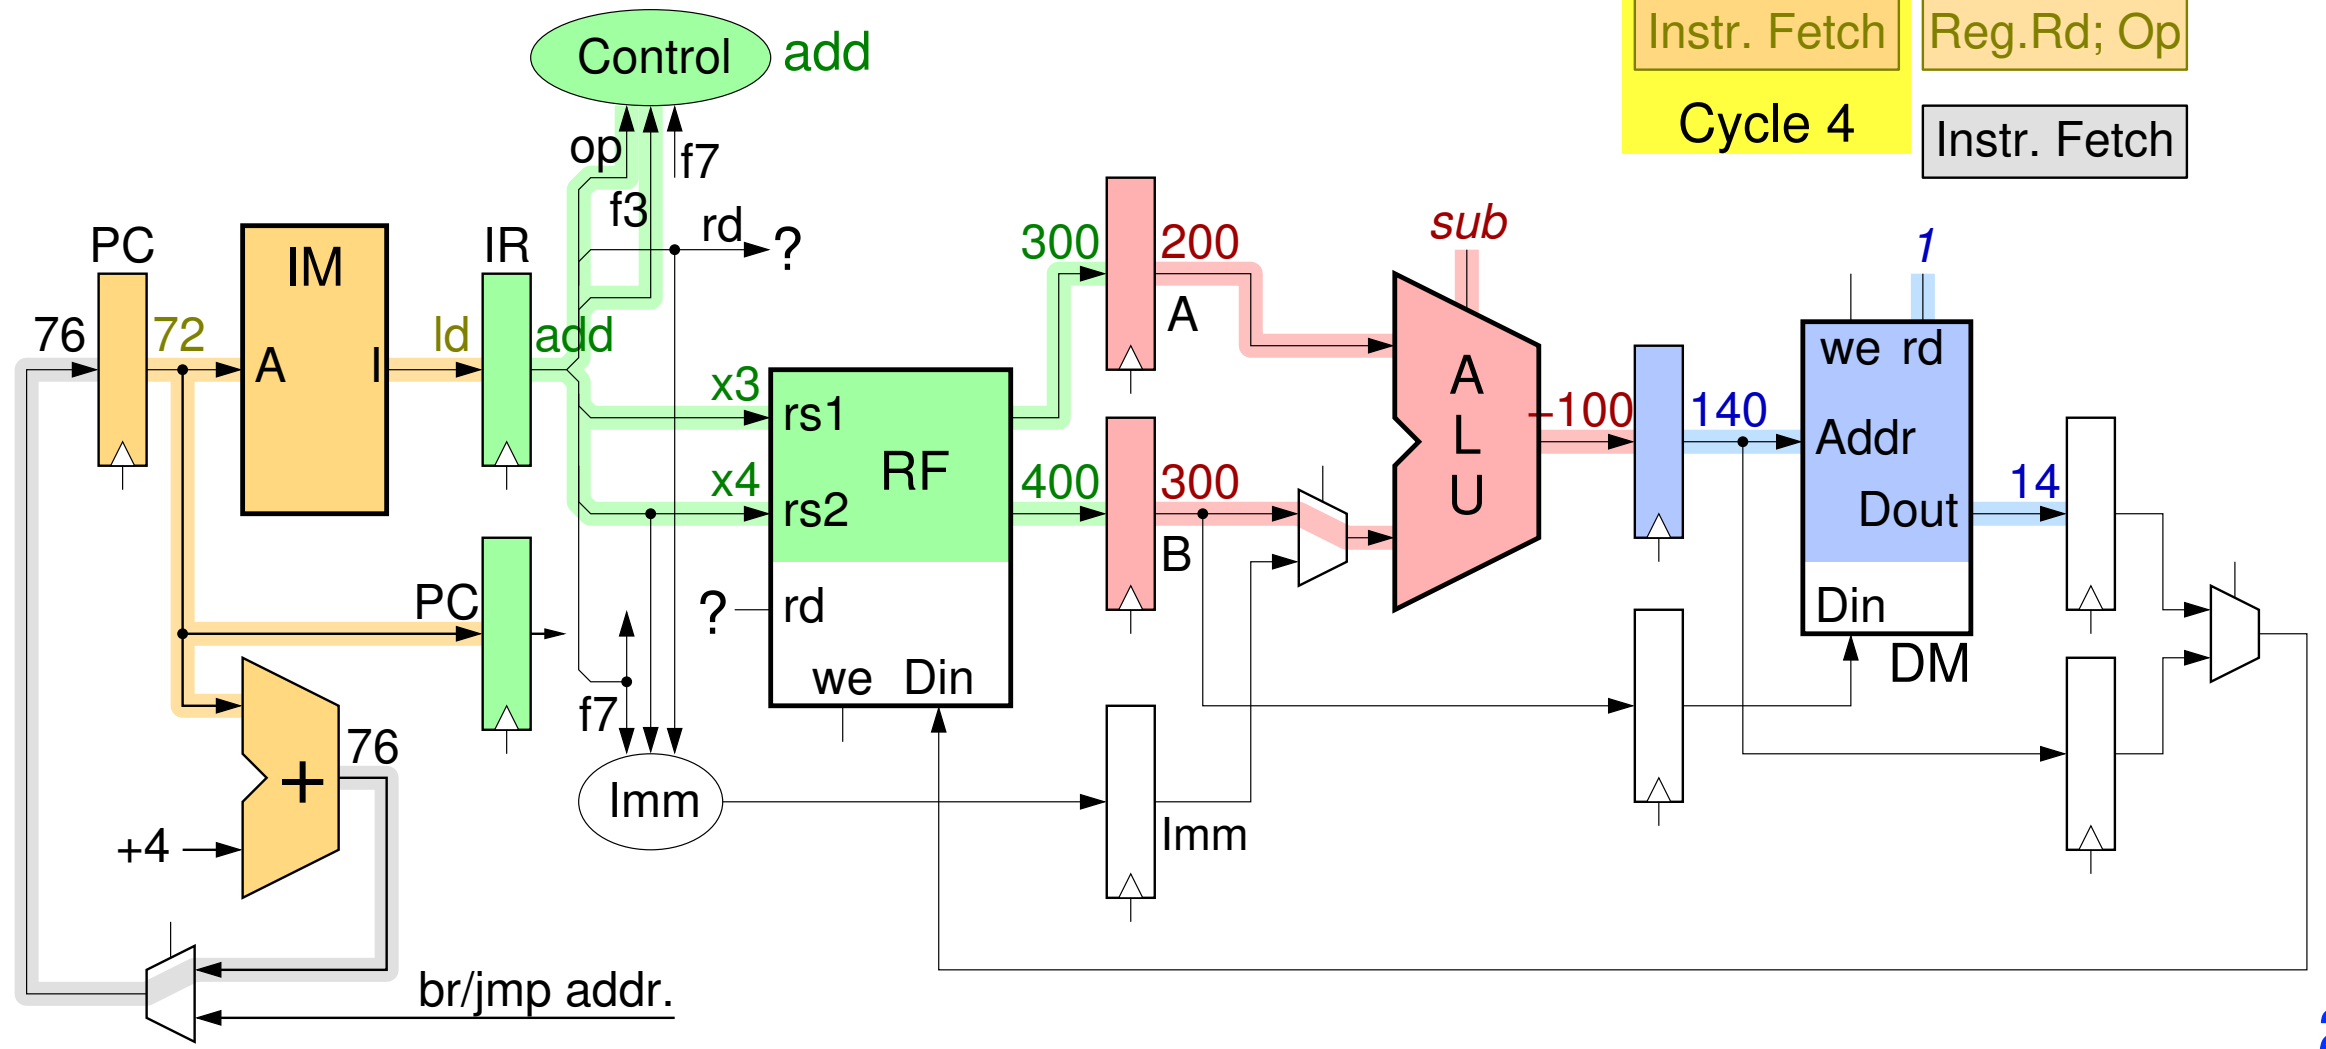 Control add
Instr. Fetch
Reg.Rd; Op
Cycle 4
Instr. Fetch
op
f7
f3
rd
?
PC
IM
IR
300
200
sub
1
76
72
A
I
ld
add
A
we rd
x3
rs1
A
L
U
-100
140
Addr
x4
rs2
RF
400
300
14
Dout
B
PC
?
rd
Din
DM
we Din
f7
76
+
+4
Imm
Imm
br/jmp addr.